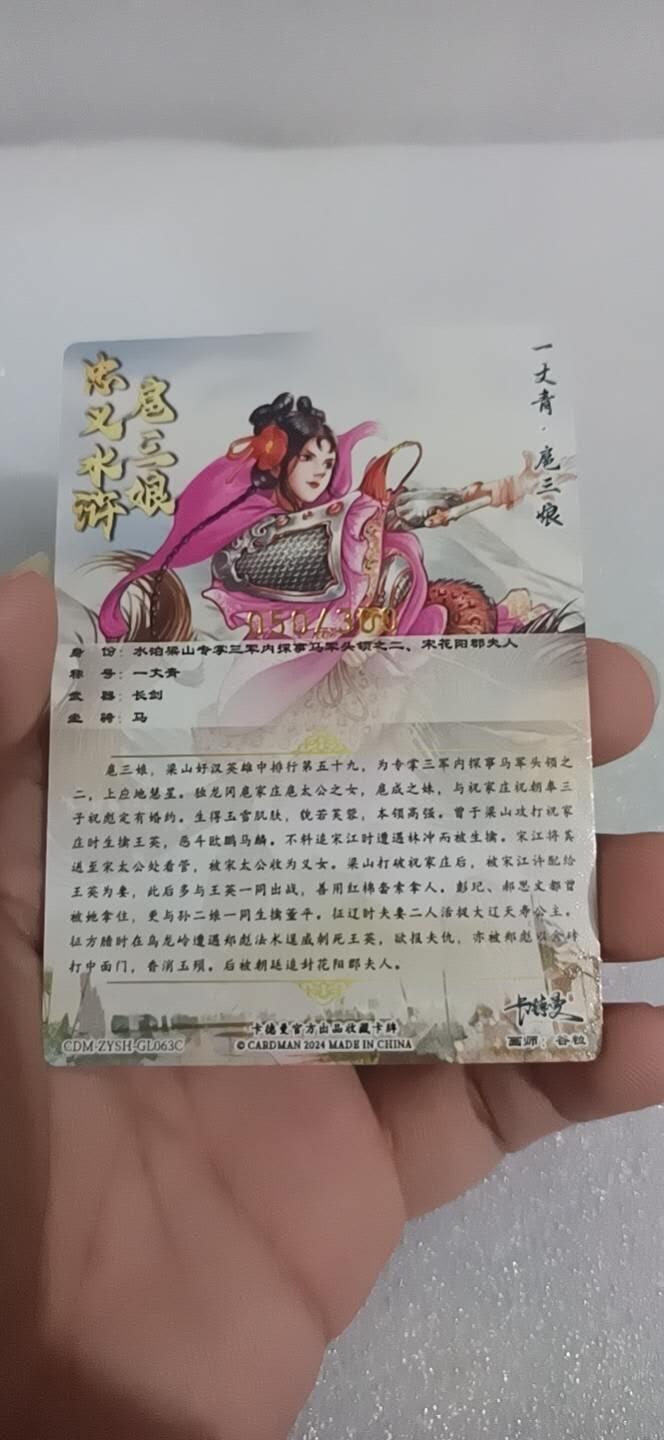 忠义水浒
扈三娘
一丈青·扈三娘
050/300
身 份：水泊梁山专掌三军内探事马军头领之二、宋花阳郡夫人
称 号：一丈青
武 器：长剑
坐 骑：马
扈三娘，梁山好汉英雄中排行第五十九，为专掌三军内探事马军头领之
二，上应地慧星。独龙冈扈家庄扈太公之女，扈成之妹，与祝家庄祝朝奉三
子祝彪定有婚约。生得玉雪肌肤，貌若芙蓉，本领高强。曾于梁山攻打祝家
庄时生擒王英，恶斗欧鹏马麟。不料追宋江时遭遇林冲而被生擒。宋江将其
送至宋太公处看管，被宋太公收为义女。梁山打破祝家庄后，被宋江许配给
王英为妻，此后多与王英一同出战，善用红棉套索拿人。彭玘、郝思文都曾
被她拿住，更与孙二娘一同生擒董平。征辽时夫妻二人活捉大辽天寿公主。
征方腊时在乌龙岭遭遇郑彪法术逞威刺死王英，欲报夫仇，亦被郑彪以金砖
打中面门，香消玉殒。后被朝廷追封花阳郡夫人。
卡德曼
CDM-ZYSH-GL063C
卡德曼官方出品收藏卡牌
© CARDMAN 2024 MADE IN CHINA
画师：谷粒